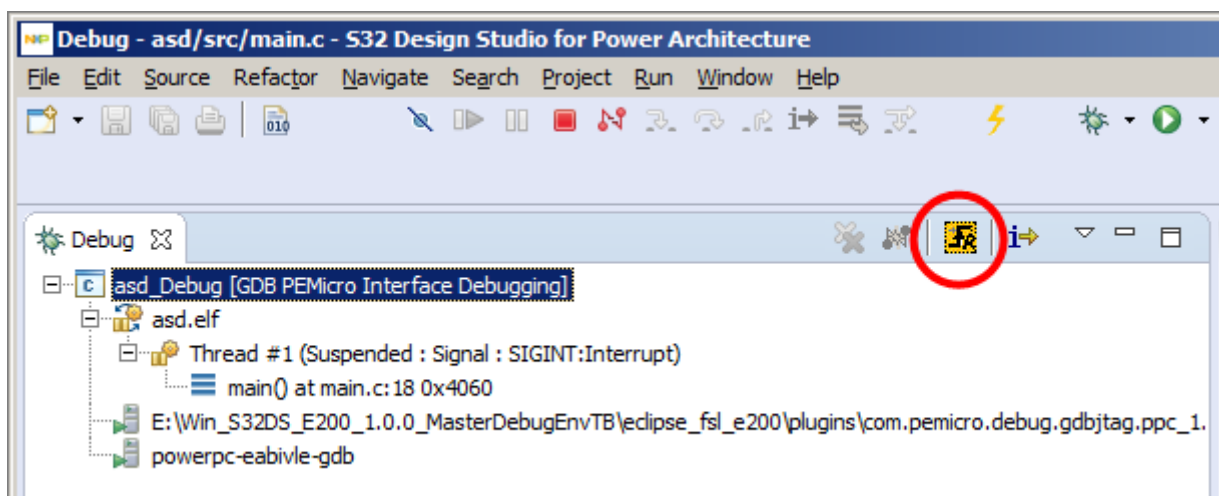 NXP Debug - asd/src/main.c - S32 Design Studio for Power Architecture
File Edit Source Refactor Navigate Search Project Run Window Help
010
Debug
c asd_Debug [GDB PEMicro Interface Debugging]
asd.elf
Thread #1 (Suspended : Signal : SIGINT:Interrupt)
main() at main.c:18 0x4060
E:\Win_S32DS_E200_1.0.0_MasterDebugEnvTB\eclipse_fsl_e200\plugins\com.pemicro.debug.gdbjtag.ppc_1.
powerpc-eabivle-gdb